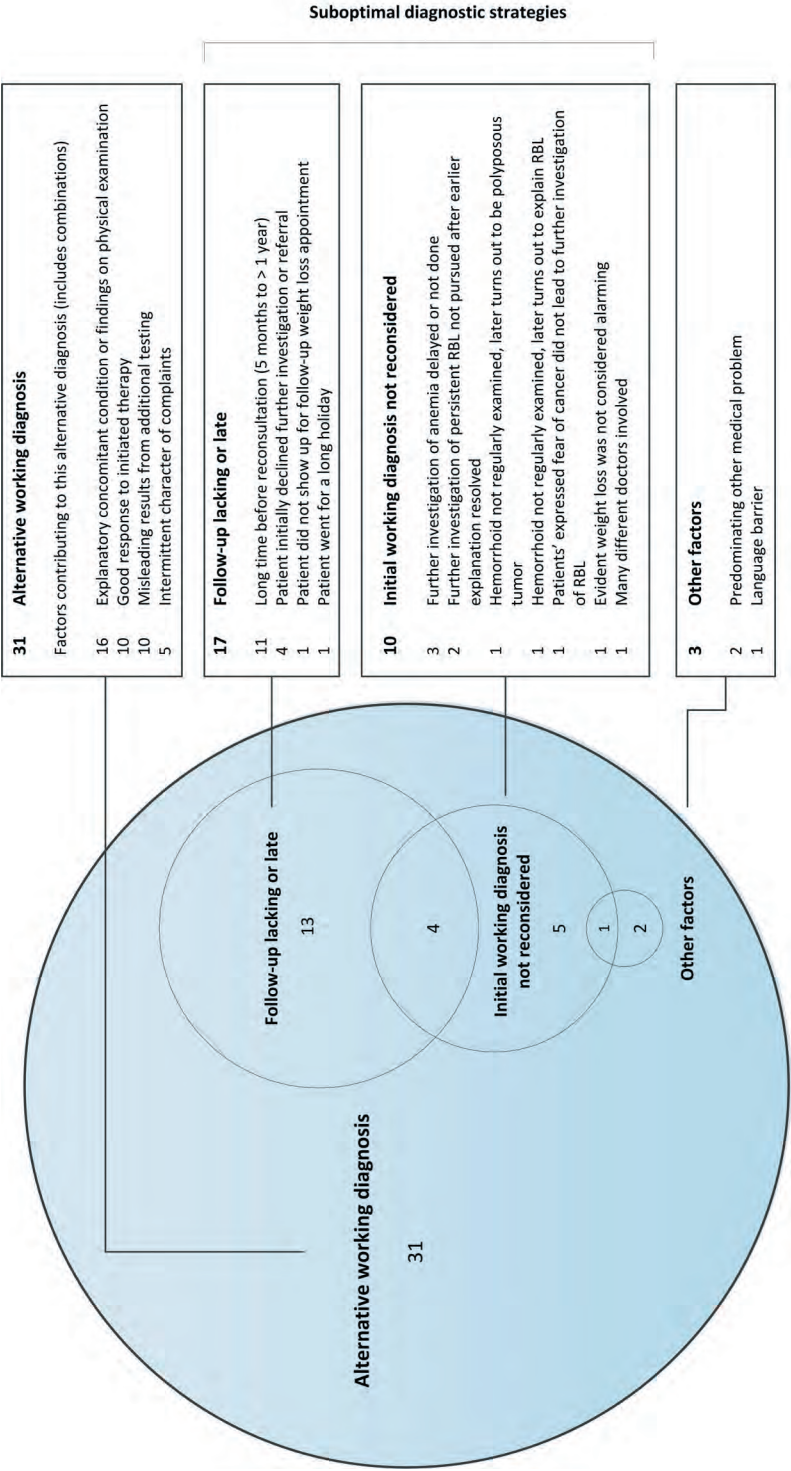 Alternative working diagnosis
31
Follow-up lacking or late
13
4
Initial working diagnosis
not reconsidered
5
1
2
Other factors
31 Alternative working diagnosis
Factors contributing to this alternative diagnosis (includes combinations)
16 Explanatory concomitant condition or findings on physical examination
10 Good response to initiated therapy
10 Misleading results from additional testing
5 Intermittent character of complaints
17 Follow-up lacking or late
11 Long time before reconsultation (5 months to > 1 year)
4 Patient initially declined further investigation or referral
1 Patient did not show up for follow-up weight loss appointment
1 Patient went for a long holiday
10 Initial working diagnosis not reconsidered
3 Further investigation of anemia delayed or not done
2 Further investigation of persistent RBL not pursued after earlier
explanation resolved
1 Hemorrhoid not regularly examined, later turns out to be polyposous
tumor
1 Hemorrhoid not regularly examined, later turns out to explain RBL
1 Patients’ expressed fear of cancer did not lead to further investigation
of RBL
1 Evident weight loss was not considered alarming
1 Many different doctors involved
3 Other factors
2 Predominating other medical problem
1 Language barrier
Suboptimal diagnostic strategies